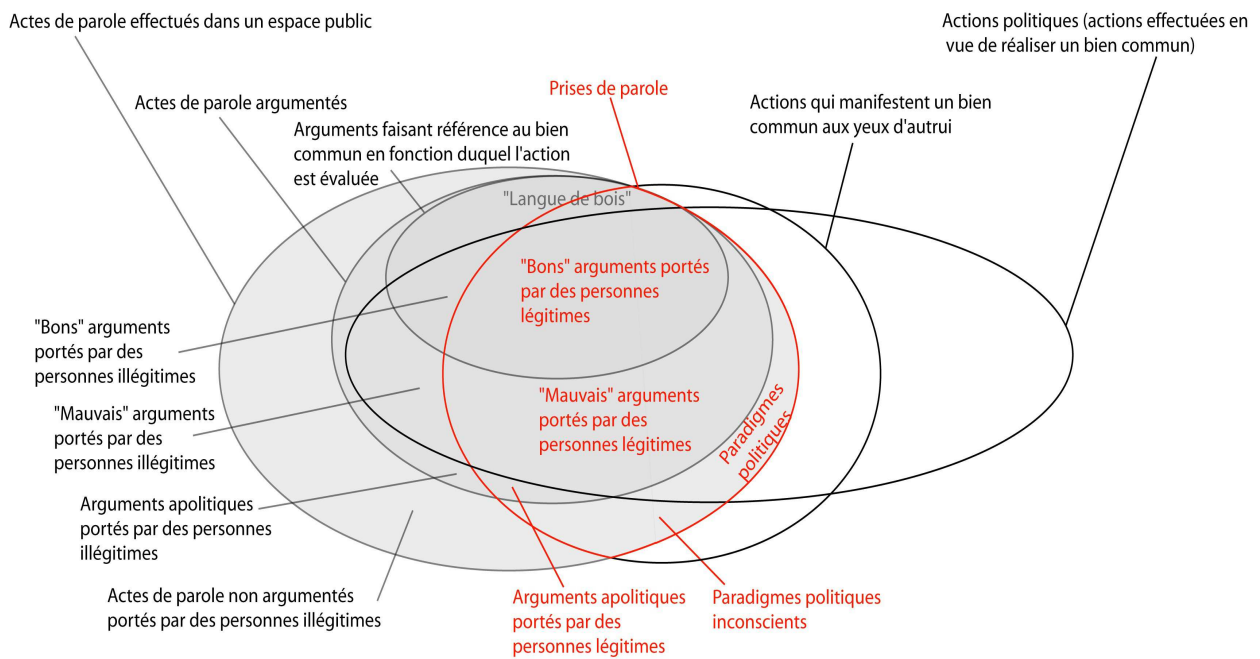 Actes de parole effectués dans un espace public
Actions politiques (actions effectuées en
vue de réaliser un bien commun)
Prises de parole
Actes de parole argumentés
Actions qui manifestent un bien
commun aux yeux d'autrui
Arguments faisant référence au bien
commun en fonction duquel l'action
est évaluée
"Langue de bois"
"Bons" arguments portés
par des personnes
légitimes
"Bons" arguments
portés par des
personnes illégitimes
"Mauvais" arguments
portés par des
personnes légitimes
Paradigmes
politiques
"Mauvais" arguments
portés par des
personnes illégitimes
Arguments apolitiques
portés par des personnes
illégitimes
Actes de parole non argumentés
portés par des personnes illégitimes
Arguments apolitiques
portés par des
personnes légitimes
Paradigmes politiques
inconscients